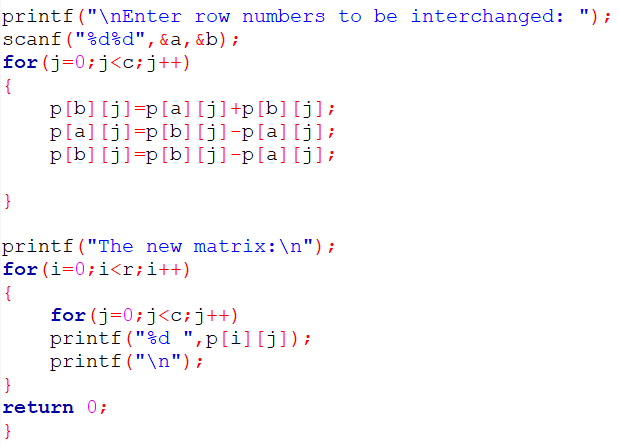 printf("\nEnter row numbers to be interchanged: ");
scanf("%d%d",&a,&b);
for(j=0;j<c;j++)
{
    p[b][j]=p[a][j]+p[b][j];
    p[a][j]=p[b][j]-p[a][j];
    p[b][j]=p[b][j]-p[a][j];

}

printf("The new matrix:\n");
for(i=0;i<r;i++)
{
    for(j=0;j<c;j++)
    printf("%d ",p[i][j]);
    printf("\n");
}
return 0;
}